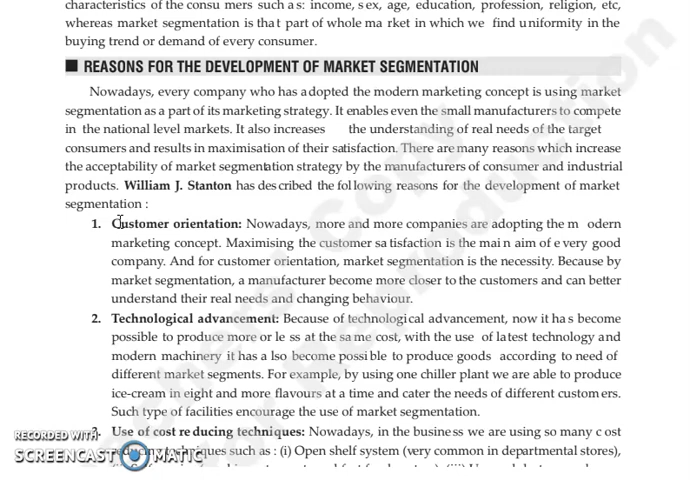 characteristics of the consu mers such a s: income, s ex, age, education, profession, religion, etc,
whereas market segmentation is tha t part of whole ma rket in which we find u niformity in the
buying trend or demand of every consumer.
■ REASONS FOR THE DEVELOPMENT OF MARKET SEGMENTATION
Nowadays, every company who has a dopted the modern marketing concept is u sing market
segmentation as a part of its marketing strategy. It enables even the small manufacturers to compete
in the national level markets. It also increases the understanding of real needs of the target
consumers and results in maximisation of their satisfaction. There are many reasons which increase
the acceptability of market segmentation strategy by the manufacturers of consumer and industrial
products. William J. Stanton has des cribed the fol lowing reasons for the development of market
segmentation :
1. Customer orientation: Nowadays, more and more companies are adopting the m odern
marketing concept. Maximising the customer sa tisfaction is the mai n aim of e very good
company. And for customer orientation, market segmentation is the necessity. Because by
market segmentation, a manufacturer become more closer to the customers and can better
understand their real needs and changing behaviour.
2. Technological advancement: Because of technologi cal advancement, now it ha s become
possible to produce more or le ss at the sa me cost, with the use of la test technology and
modern machinery it has a lso become possi ble to produce goods according to need of
different market segments. For example, by using one chiller plant we are able to produce
ice-cream in eight and more flavours at a time and cater the needs of different customers.
Such type of facilities encourage the use of market segmentation.
3. Use of cost re ducing techniques: Nowadays, in the busine ss we are using so many c ost
reducing techniques such as : (i) Open shelf system (very common in departmental stores),
RECORDED WITH
SCREENCAST MATIC